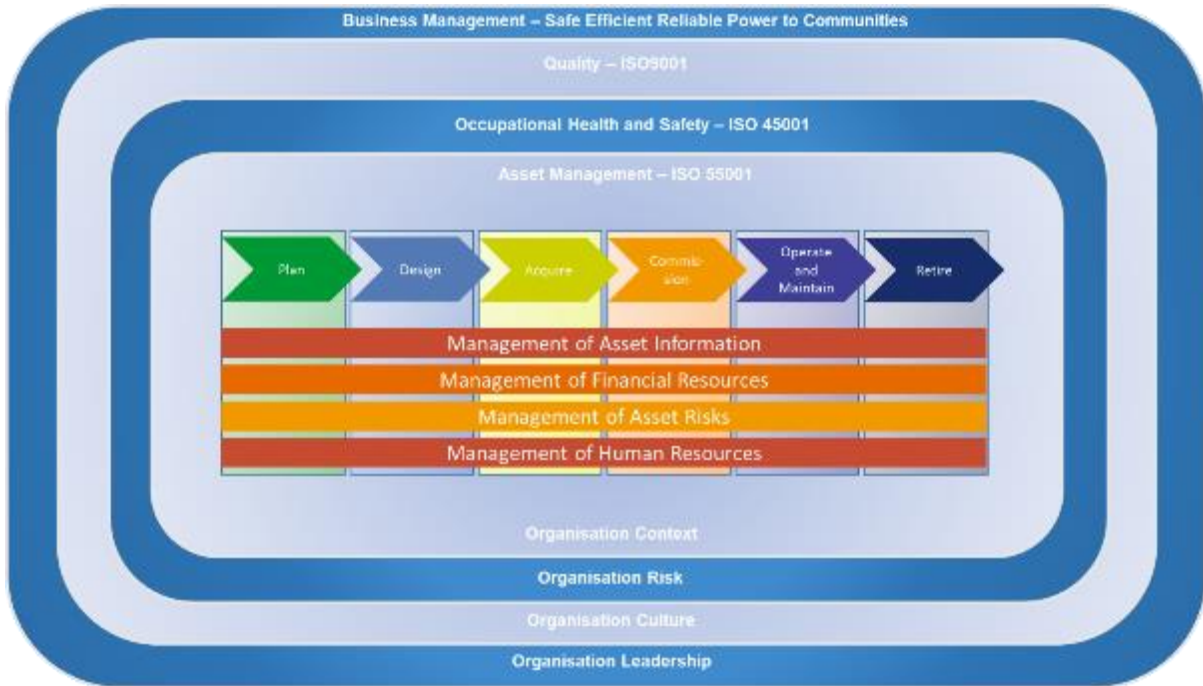 Business Management – Safe Efficient Reliable Power to Communities
Quality – ISO9001
Occupational Health and Safety – ISO 45001
Asset Management – ISO 55001
Plan
Design
Acquire
Commis-
sion
Operate
and
Maintain
Retire
Management of Asset Information
Management of Financial Resources
Management of Asset Risks
Management of Human Resources
Organisation Context
Organisation Risk
Organisation Culture
Organisation Leadership